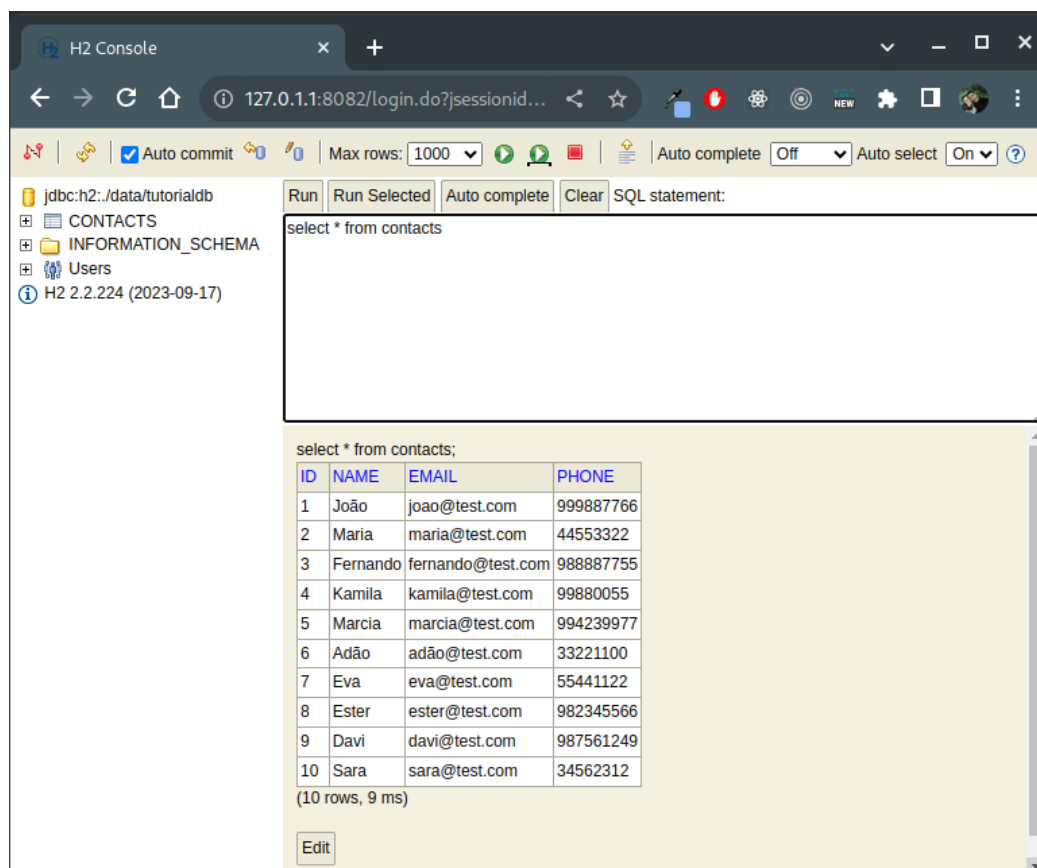 H2 Console
127.0.1.1:8082/login.do?jsessionid...
NEW
Auto commit Max rows: 1000 Auto complete Off Auto select On
jdbc:h2:./data/tutorialdb
CONTACTS
INFORMATION_SCHEMA
Users
H2 2.2.224 (2023-09-17)
Run Run Selected Auto complete Clear SQL statement:
select * from contacts
select * from contacts;
ID NAME EMAIL PHONE
1 João joao@test.com 999887766
2 Maria maria@test.com 44553322
3 Fernando fernando@test.com 988887755
4 Kamila kamila@test.com 99880055
5 Marcia marcia@test.com 994239977
6 Adão adão@test.com 33221100
7 Eva eva@test.com 55441122
8 Ester ester@test.com 982345566
9 Davi davi@test.com 987561249
10 Sara sara@test.com 34562312
(10 rows, 9 ms)
Edit